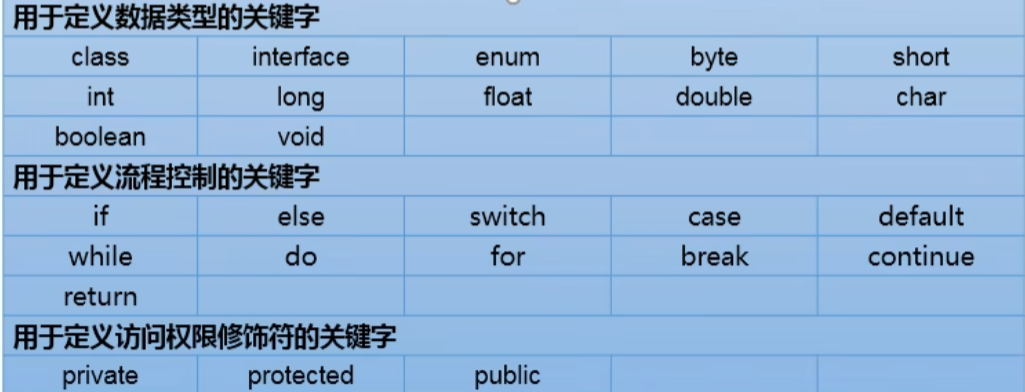 用于定义数据类型的关键字
class interface enum byte short
int long float double char
boolean void
用于定义流程控制的关键字
if else switch case default
while do for break continue
return
用于定义访问权限修饰符的关键字
private protected public